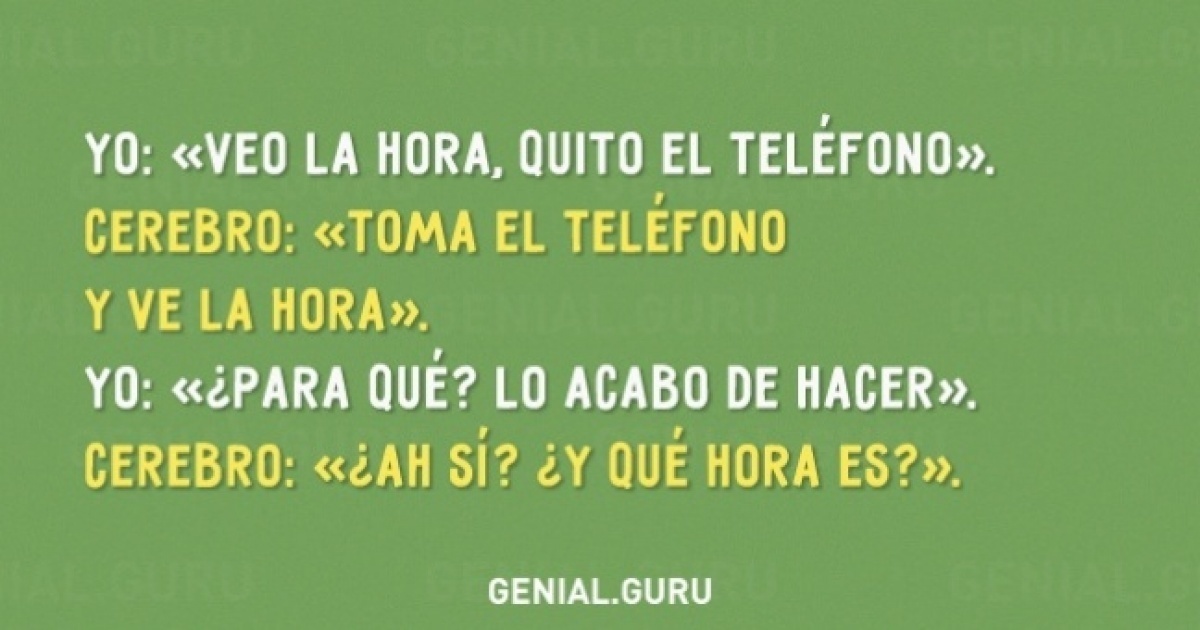 YO: «VEO LA HORA, QUITO EL TELÉFONO».
CEREBRO: «TOMA EL TELÉFONO
Y VE LA HORA».
YO: «¿PARA QUÉ? LO ACABO DE HACER».
CEREBRO: «¿AH SÍ? ¿Y QUÉ HORA ES?».
GENIAL.GURU